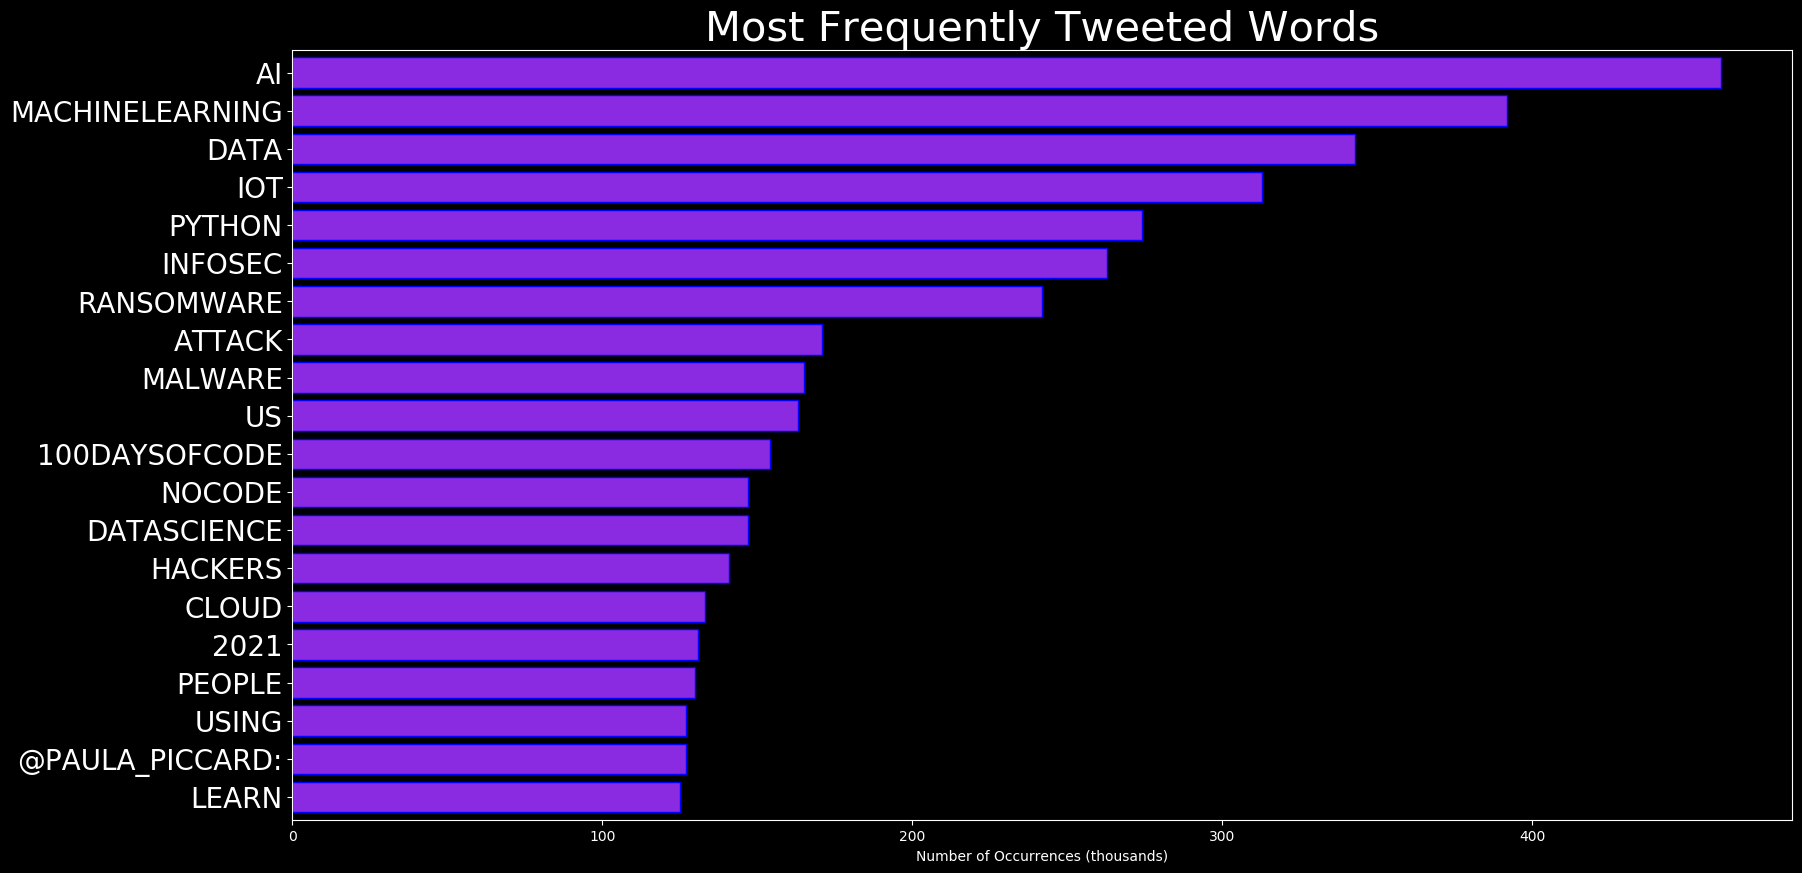 Most Frequently Tweeted Words
AI
MACHINELEARNING
DATA
IOT
PYTHON
INFOSEC
RANSOMWARE
ATTACK
MALWARE
US
100DAYSOFCODE
NOCODE
DATASCIENCE
HACKERS
CLOUD
2021
PEOPLE
USING
@PAULA_PICCARD:
LEARN
0 100 200 300 400
Number of Occurrences (thousands)